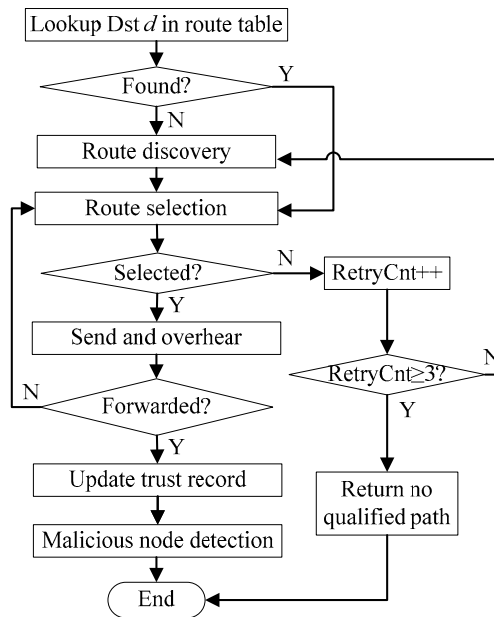 Lookup Dst d in route table
Found?
Y
N
Route discovery
Route selection
Selected?
N
RetryCnt++
Y
Send and overhear
RetryCnt≥3?
N
N
Forwarded?
Y
Y
Update trust record
Return no
qualified path
Malicious node detection
End